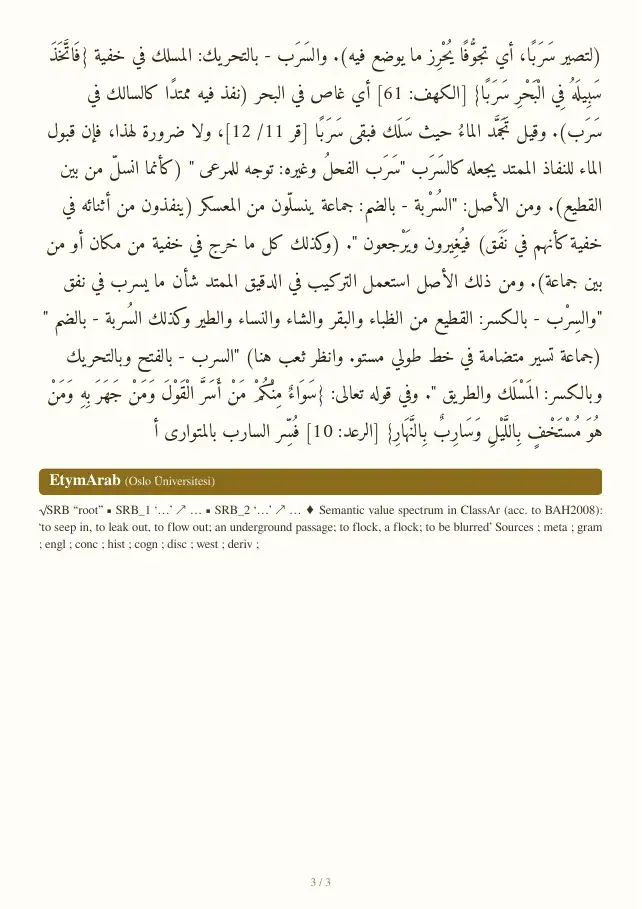 (لتصير سَرَبًا، أي تجوُّفًا يُحْرِز ما يوضع فيه). والسَرَب - بالتحريك: المسلك في خفية {فَاتَّخَذَ
سَبِيلَهُ فِي الْبَحْرِ سَرَبًا} [الكهف: 61] أي غاص في البحر (نفذ فيه ممتدًا كالسالك في
سَرَب). وقيل تَجَمَّد الماءُ حيث سَلَك فبقى سَرَبًا [قر 11/ 12]، ولا ضرورة لهذا، فإن قبول
الماء للنفاذ الممتد يجعله كالسَرَب "سَرَب الفحلُ وغيره: توجه للمرعى " (كأنما انسلّ من بين
القطيع). ومن الأصل: "السُرْبة - بالضم: جماعة ينسلّون من المعسكر (ينفذون من أثنائه في
خفية كأنهم في نَفَق) فيُغِيرون ويَرْجعون ". (وكذلك كل ما خرج في خفية من مكان أو من
بين جماعة). ومن ذلك الأصل استعمل التركيب في الدقيق الممتد شأن ما يسرب في نفق
"والسِرْب - بالكسر: القطيع من الظباء والبقر والشاء والنساء والطير وكذلك السُربة - بالضم "
(جماعة تسير متضامة في خط طولي مستو. وانظر ثعب هنا) "السرب - بالفتح وبالتحريك
وبالكسر: المَسْلَك والطريق ". وفي قوله تعالى: {سَوَاءٌ مِنْكُمْ مَنْ أَسَرَّ الْقَوْلَ وَمَنْ جَهَرَ بِهِ وَمَنْ
هُوَ مُسْتَخْفٍ بِاللَّيْلِ وَسَارِبٌ بِالنَّهَارِ} [الرعد: 10] فُسِّر السارب بالمتوارى أ
EtymArab (Oslo Üniversitesi)
√SRB “root” ▪ SRB_1 ‘…’ ↗ … ▪ SRB_2 ‘…’ ↗ … ♦ Semantic value spectrum in ClassAr (acc. to BAH2008):
‘to seep in, to leak out, to flow out; an underground passage; to flock, a flock; to be blurred’ Sources ; meta ; gram
; engl ; conc ; hist ; cogn ; disc ; west ; deriv ;
3 / 3